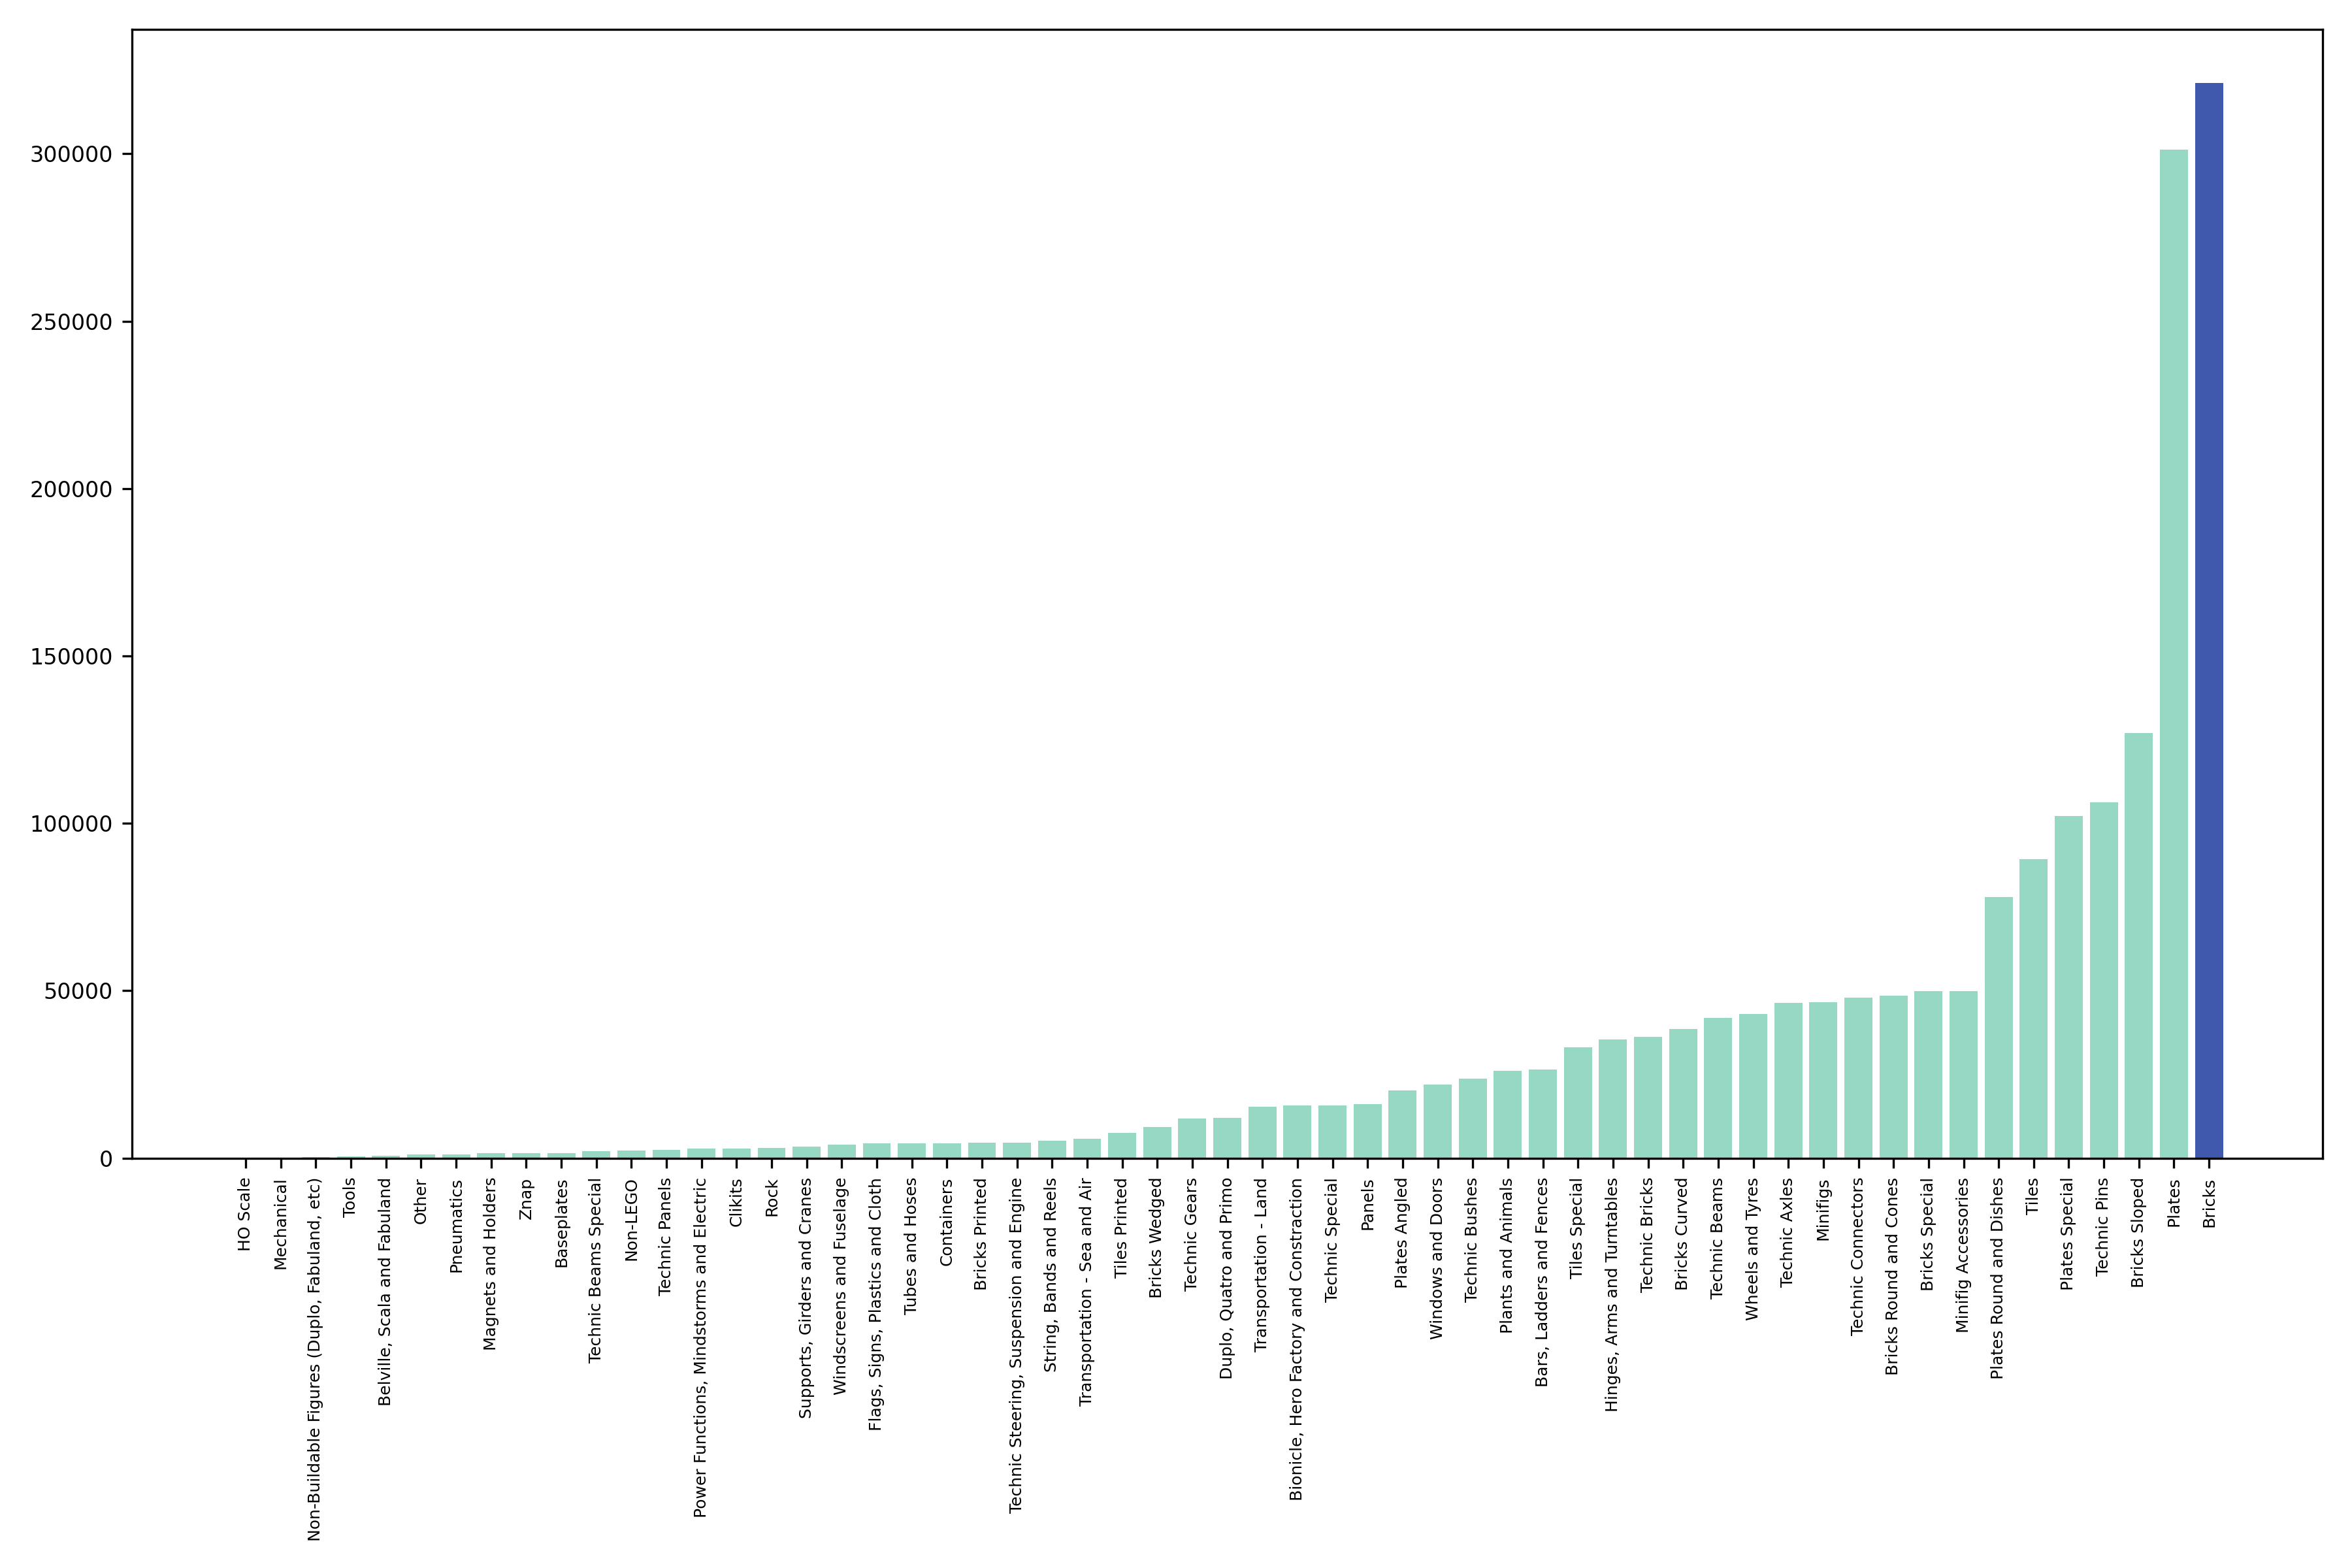 300000
250000
200000
150000
100000
50000
0
HO Scale
Mechanical
Non-Buildable Figures (Duplo, Fabuland, etc)
Tools
Belville, Scala and Fabuland
Other
Pneumatics
Magnets and Holders
Znap
Baseplates
Technic Beams Special
Non-LEGO
Technic Panels
Power Functions, Mindstorms and Electric
Clikits
Rock
Supports, Girders and Cranes
Windscreens and Fuselage
Flags, Signs, Plastics and Cloth
Tubes and Hoses
Containers
Bricks Printed
Technic Steering, Suspension and Engine
String, Bands and Reels
Transportation - Sea and Air
Tiles Printed
Bricks Wedged
Technic Gears
Duplo, Quatro and Primo
Transportation - Land
Bionicle, Hero Factory and Constraction
Technic Special
Panels
Plates Angled
Windows and Doors
Technic Bushes
Plants and Animals
Bars, Ladders and Fences
Tiles Special
Hinges, Arms and Turntables
Technic Bricks
Bricks Curved
Technic Beams
Wheels and Tyres
Technic Axles
Minifigs
Technic Connectors
Bricks Round and Cones
Bricks Special
Minifig Accessories
Plates Round and Dishes
Tiles
Plates Special
Technic Pins
Bricks Sloped
Plates
Bricks